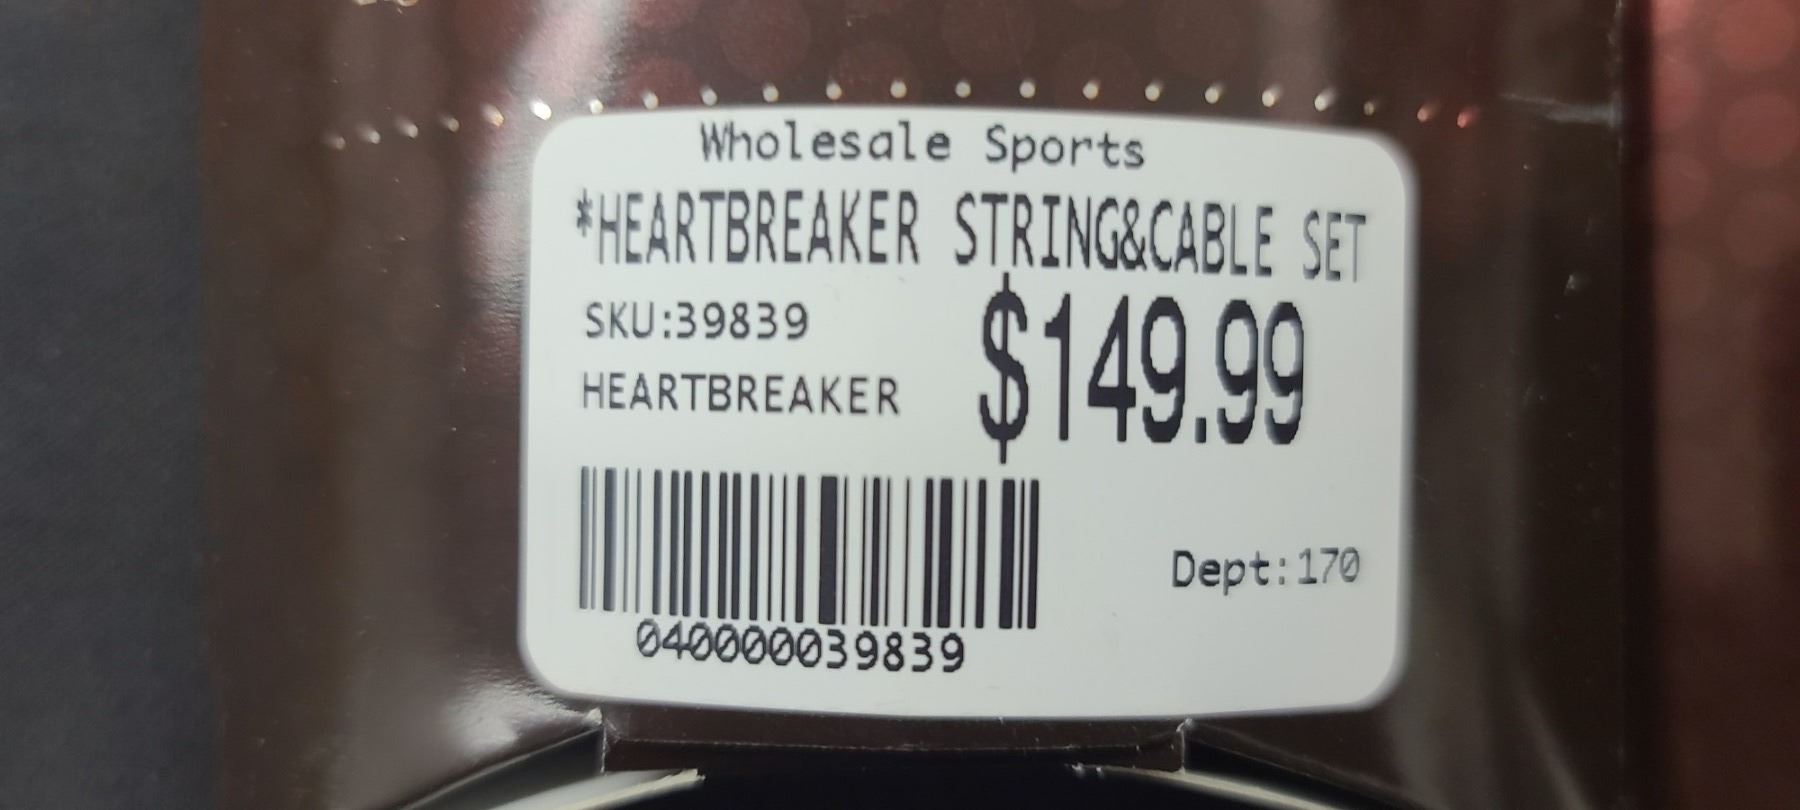 Wholesale Sports
*HEARTBREAKER STRING&CABLE SET
SKU:39839
$149.99
HEARTBREAKER
Dept:170
040000039839